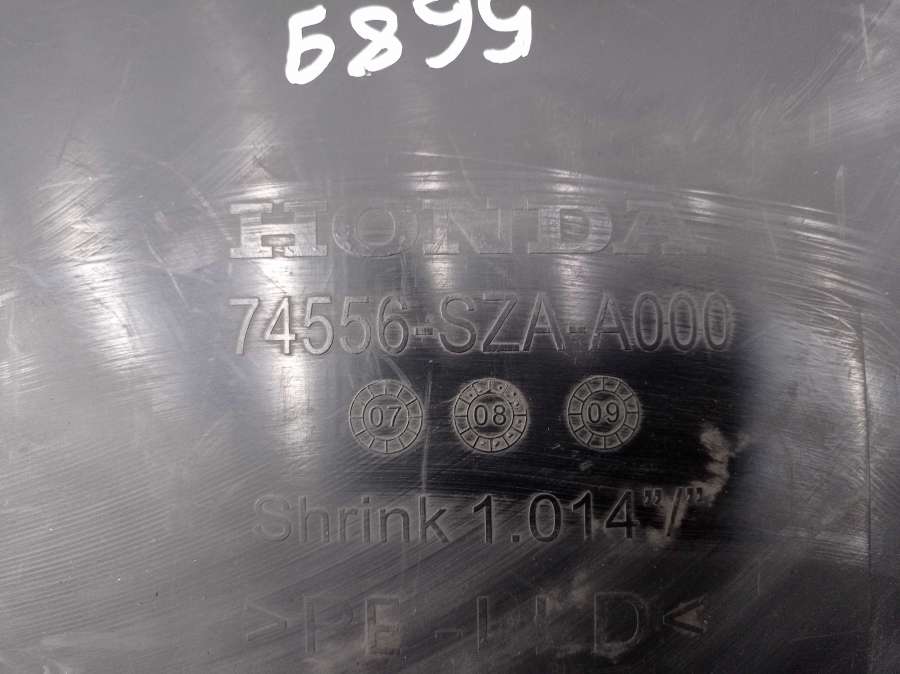 6899
HONDA
74556-SZA-A000
07 08 09
Shrink 1.014"/"
>PE-LLD<